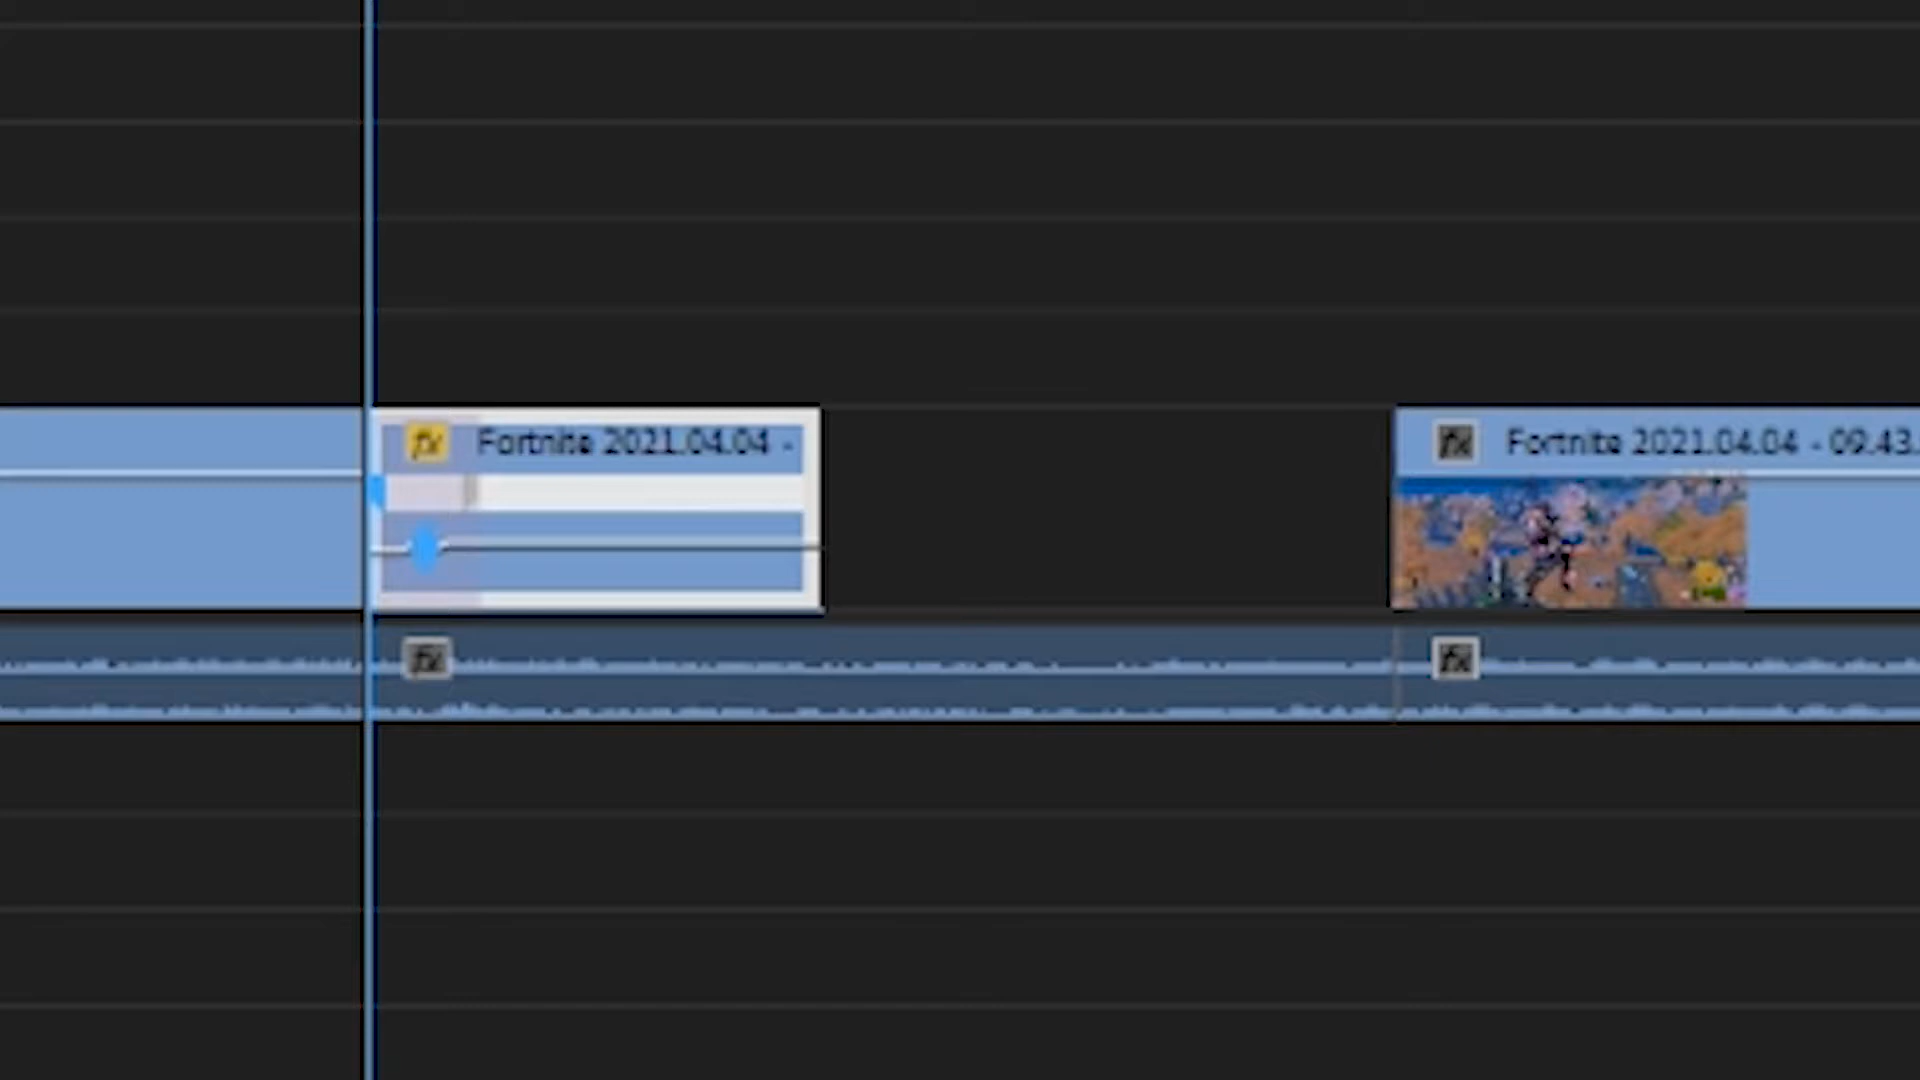 fx Fortnite 2021.04.04 -
fx Fortnite 2021.04.04 - 09.43.
fx
fx